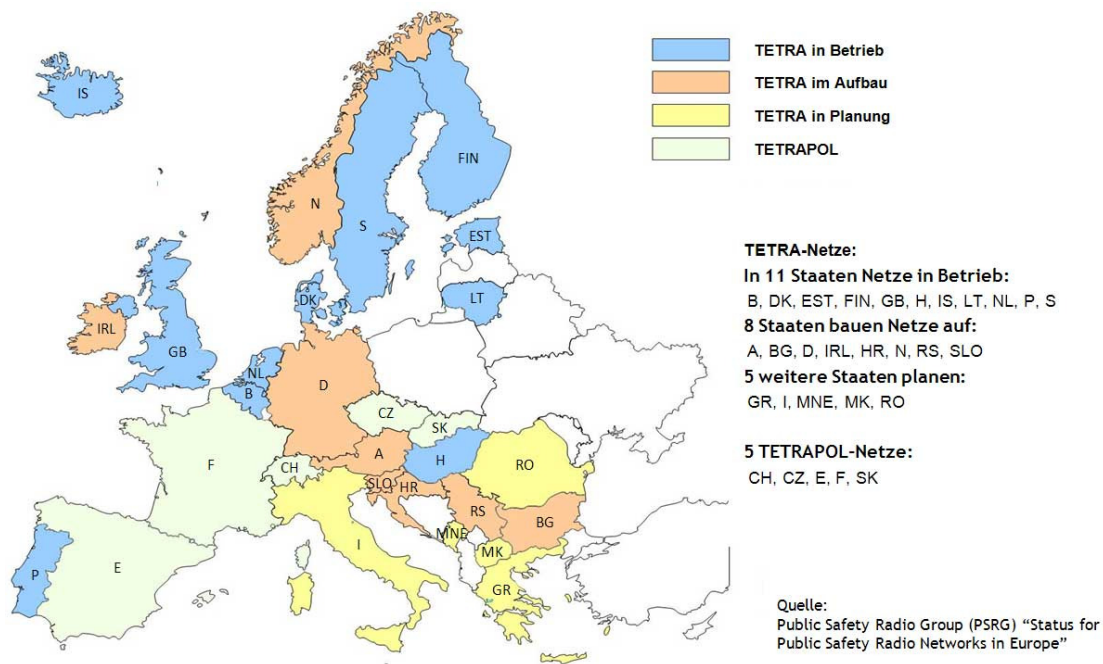 TETRA in Betrieb
TETRA im Aufbau
TETRA in Planung
TETRAPOL
IS
FIN
N
S
EST
DK
LT
IRL
GB
NL
B
D
CZ
SK
F
CH
A
H
RO
SLO
HR
RS
BG
MNE
I
MK
P
E
GR
TETRA-Netze:
In 11 Staaten Netze in Betrieb:
B, DK, EST, FIN, GB, H, IS, LT, NL, P, S
8 Staaten bauen Netze auf:
A, BG, D, IRL, HR, N, RS, SLO
5 weitere Staaten planen:
GR, I, MNE, MK, RO
5 TETRAPOL-Netze:
CH, CZ, E, F, SK
Quelle:
Public Safety Radio Group (PSRG) “Status for
Public Safety Radio Networks in Europe”